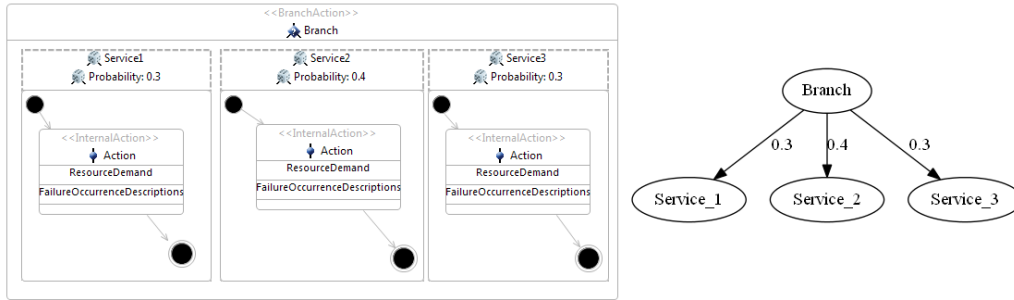 <<BranchAction>>
Branch
Service1
Probability: 0.3
<<InternalAction>>
Action
ResourceDemand
FailureOccurrenceDescriptions
Service2
Probability: 0.4
<<InternalAction>>
Action
ResourceDemand
FailureOccurrenceDescriptions
Service3
Probability: 0.3
<<InternalAction>>
Action
ResourceDemand
FailureOccurrenceDescriptions
Branch
0.3
0.4
0.3
Service_1
Service_2
Service_3